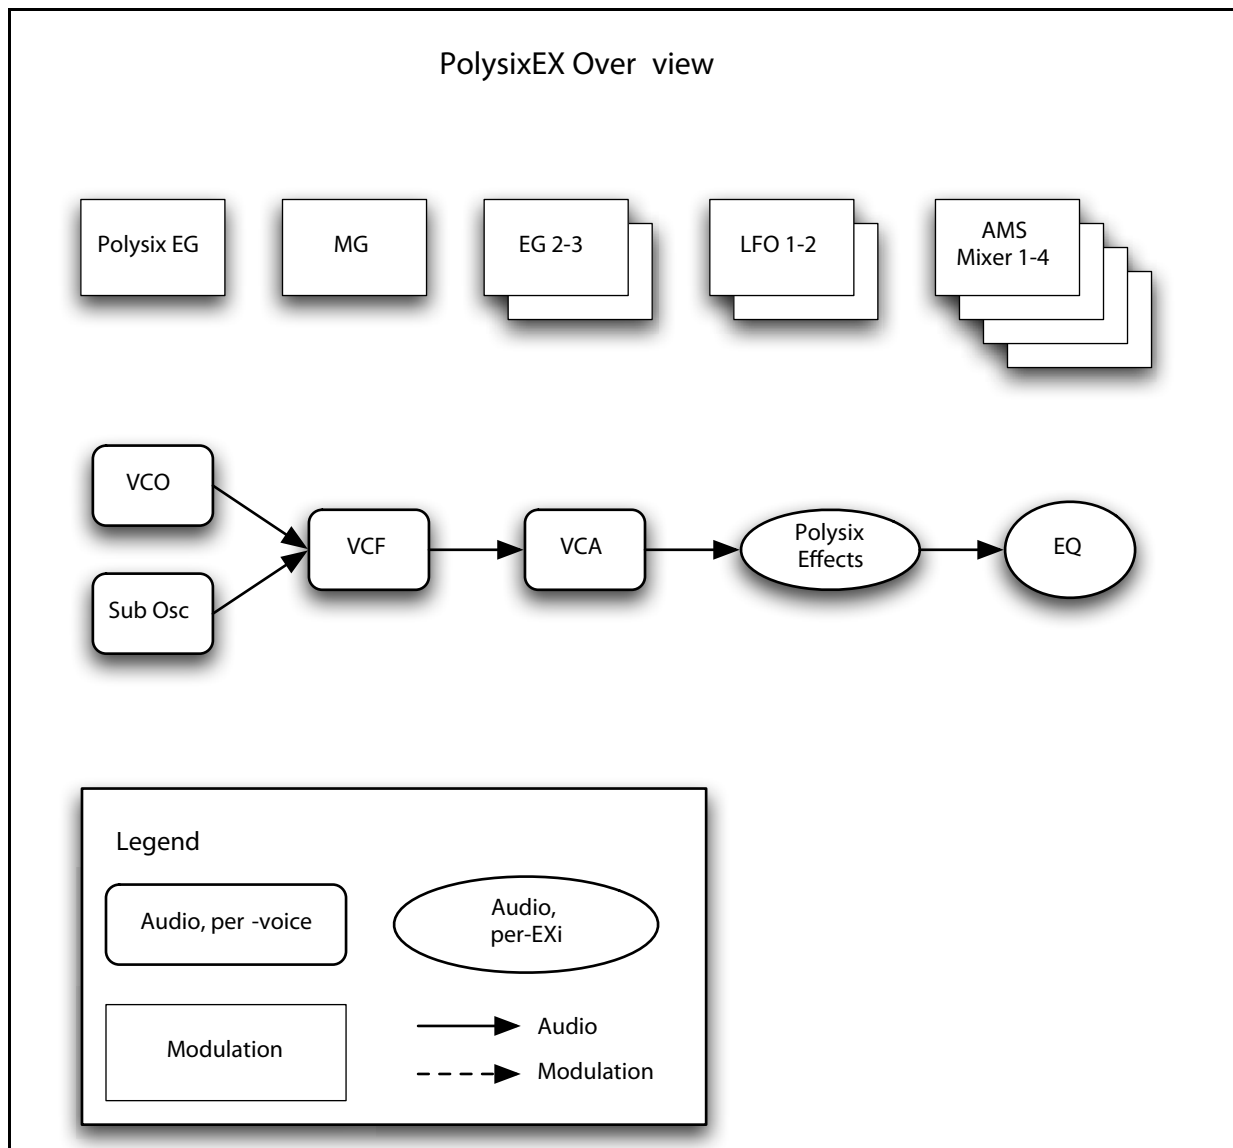 PolysixEX Over view
Polysix EG
MG
EG 2-3
LFO 1-2
AMS
Mixer 1-4
VCO
Sub Osc
VCF
VCA
Polysix
Effects
EQ
Legend
Audio, per -voice
Audio,
per-EXi
Modulation
Audio
Modulation